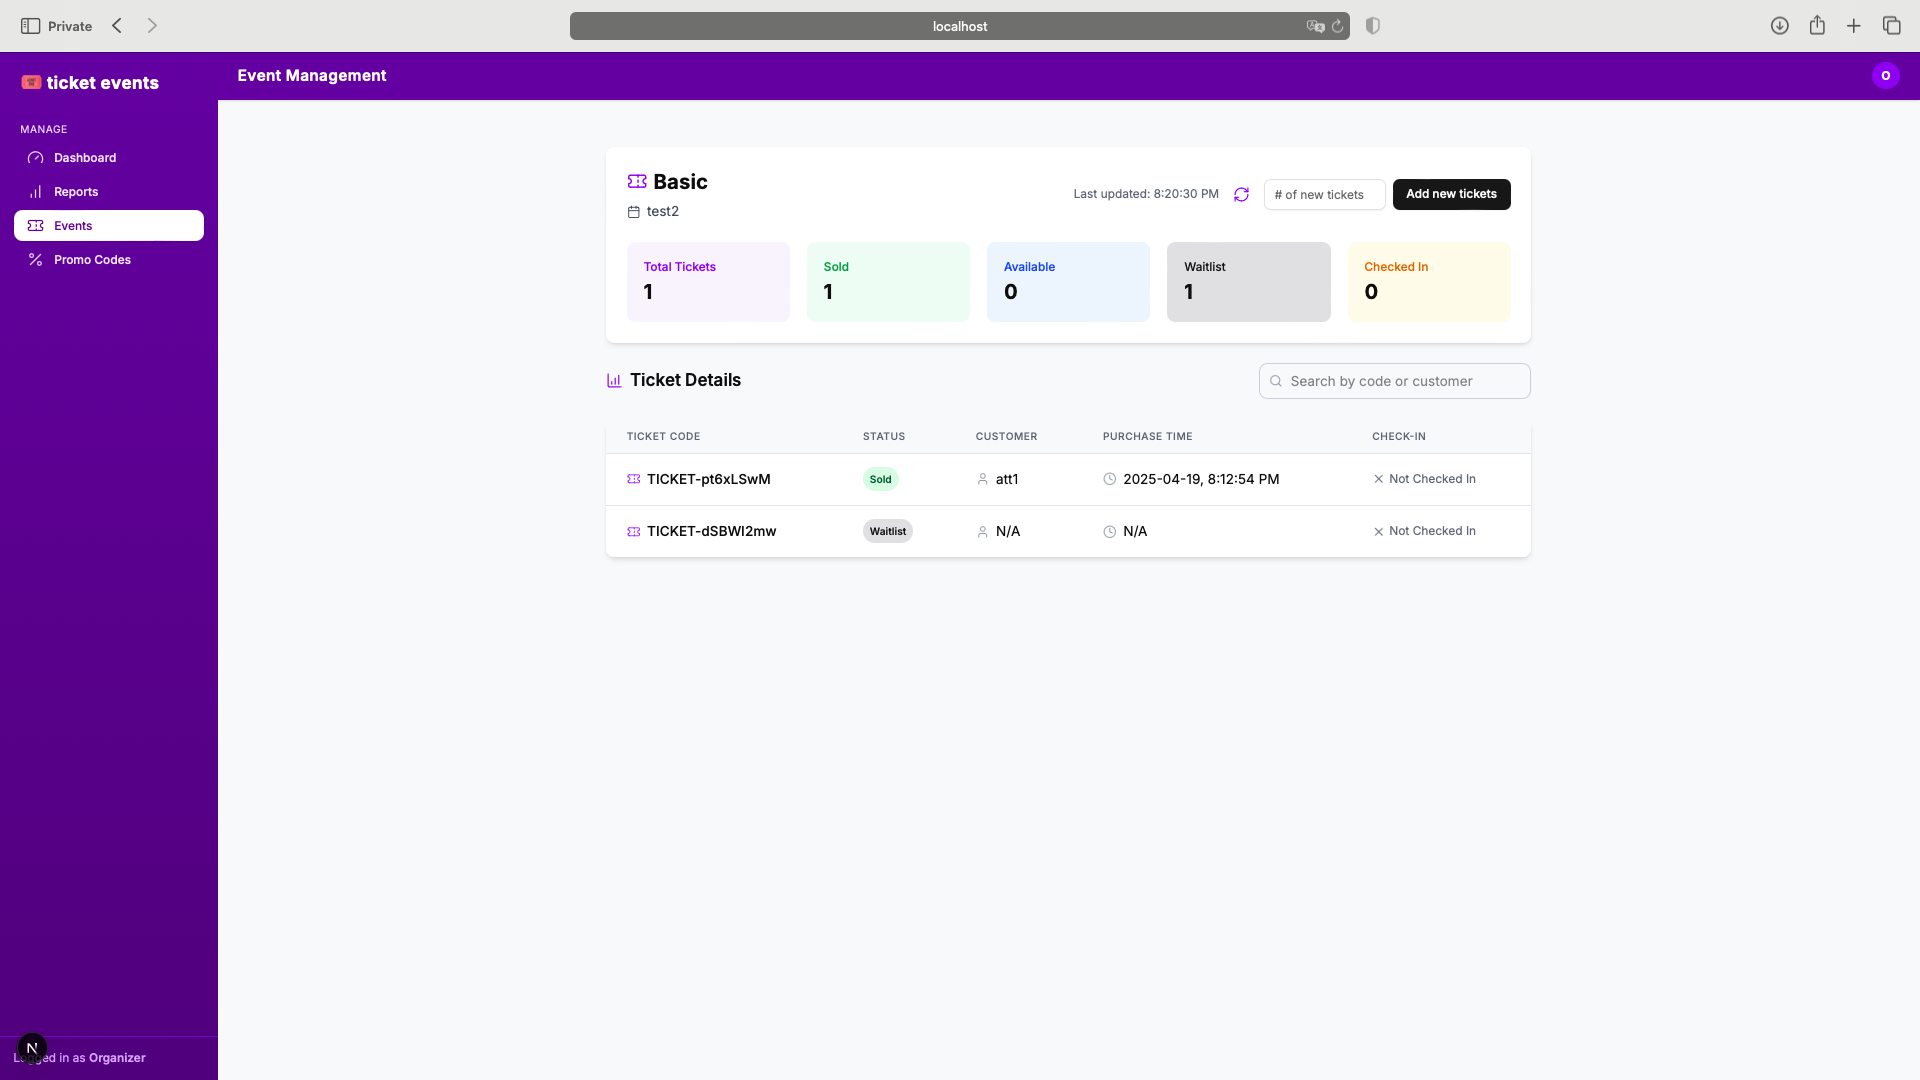 Private
localhost
ticket events
Event Management
O
MANAGE
Dashboard
Reports
Events
Promo Codes
Basic
test2
Last updated: 8:20:30 PM
# of new tickets
Add new tickets
Total Tickets
1
Sold
1
Available
0
Waitlist
1
Checked In
0
Ticket Details
Search by code or customer
TICKET CODE STATUS CUSTOMER PURCHASE TIME CHECK-IN
TICKET-pt6xLSwM Sold att1 2025-04-19, 8:12:54 PM Not Checked In
TICKET-dSBWI2mw Waitlist N/A N/A Not Checked In
N
Logged in as Organizer